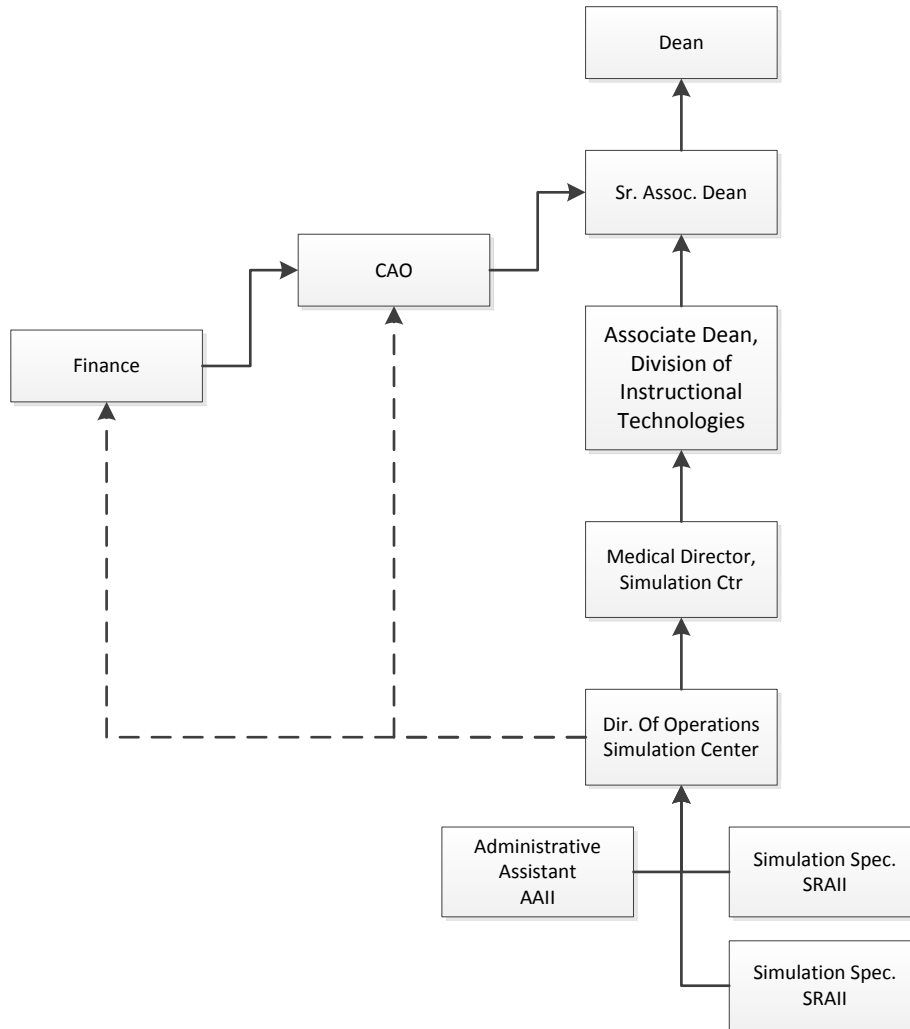 Dean
Sr. Assoc. Dean
CAO
Finance
Associate Dean,
Division of
Instructional
Technologies
Medical Director,
Simulation Ctr
Dir. Of Operations
Simulation Center
Administrative
Assistant
AAII
Simulation Spec.
SRAII
Simulation Spec.
SRAII